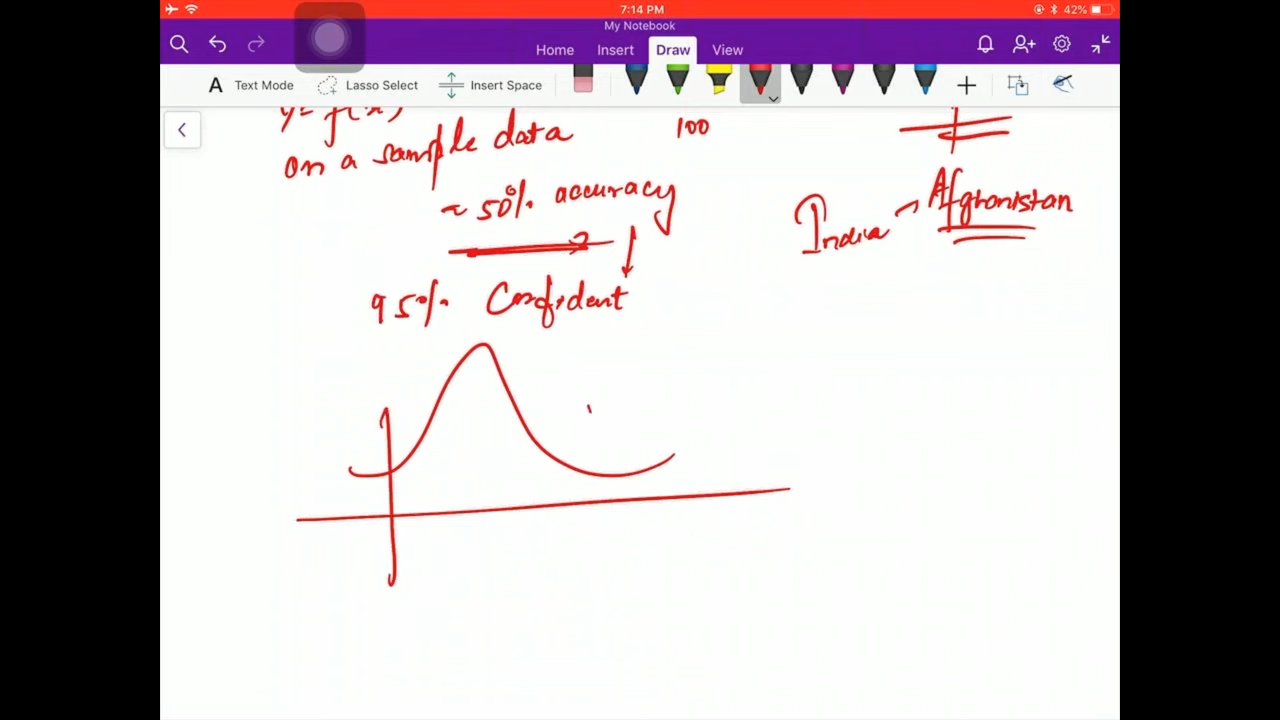 7:14 PM
42%
My Notebook
Home Insert Draw View
A Text Mode Lasso Select Insert Space
y = f(x)
on a sample data
100
~ 50% accuracy
India Afghanistan
95% Confident